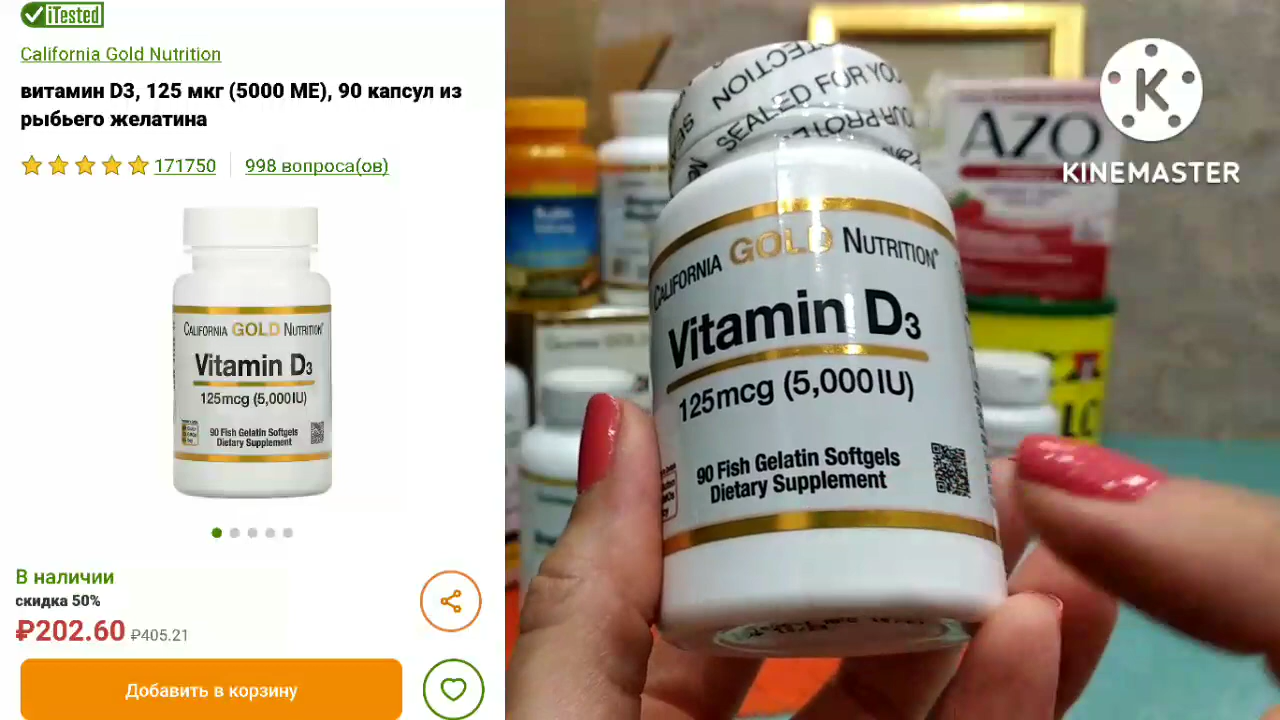 iTested
California Gold Nutrition
витамин D3, 125 мкг (5000 МЕ), 90 капсул из
рыбьего желатина
171750
998 вопроса(ов)
CALIFORNIA GOLD NUTRITION
Vitamin D3
125mcg (5,000IU)
90 Fish Gelatin Softgels
Dietary Supplement
В наличии
скидка 50%
₽202.60 ₽405.21
Добавить в корзину
SEALED FOR YOU
CALIFORNIA GOLD NUTRITION®
Vitamin D3
125mcg (5,000IU)
90 Fish Gelatin Softgels
Dietary Supplement
AZO
K
KINEMASTER